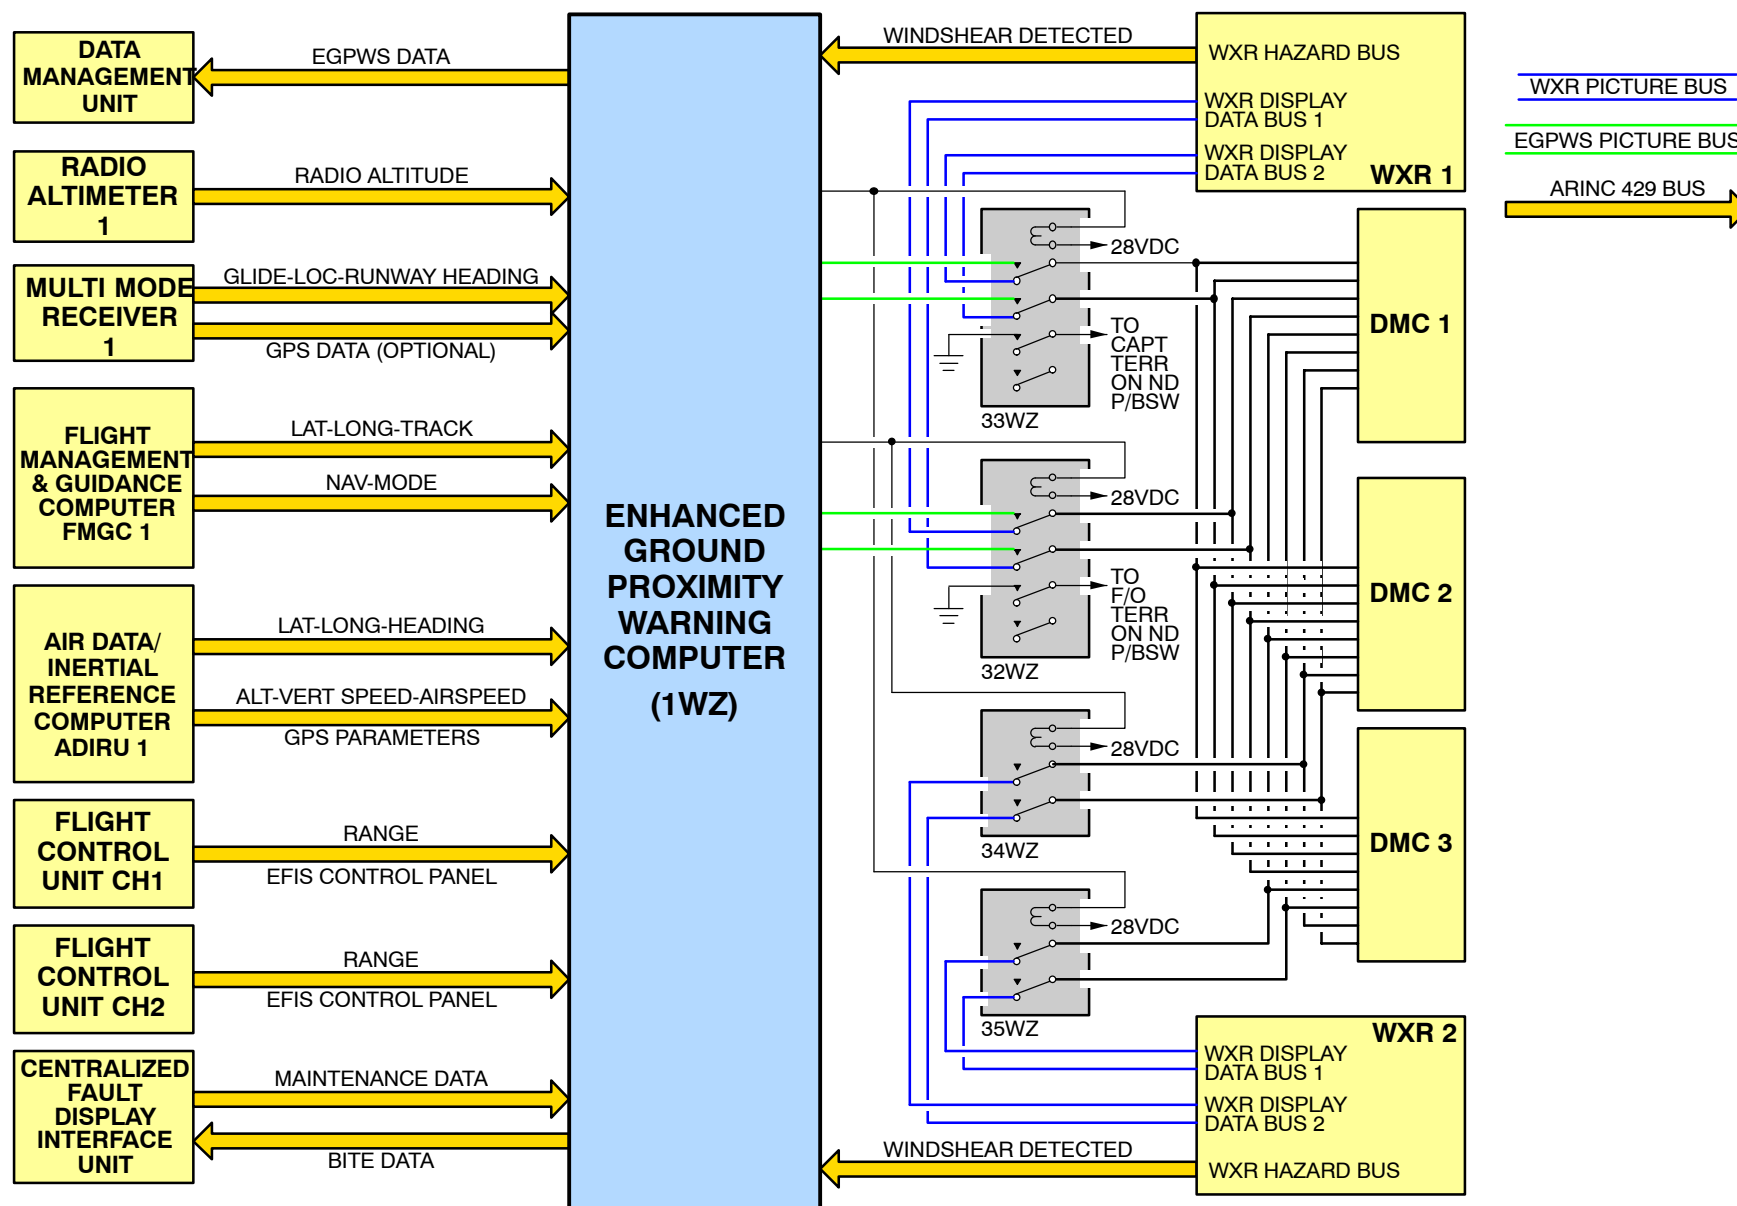 DATA
MANAGEMENT
UNIT
EGPWS DATA
RADIO
ALTIMETER
1
RADIO ALTITUDE
MULTI MODE
RECEIVER
1
GLIDE-LOC-RUNWAY HEADING
GPS DATA (OPTIONAL)
FLIGHT
MANAGEMENT
& GUIDANCE
COMPUTER
FMGC 1
LAT-LONG-TRACK
NAV-MODE
AIR DATA/
INERTIAL
REFERENCE
COMPUTER
ADIRU 1
LAT-LONG-HEADING
ALT-VERT SPEED-AIRSPEED
GPS PARAMETERS
FLIGHT
CONTROL
UNIT CH1
RANGE
EFIS CONTROL PANEL
FLIGHT
CONTROL
UNIT CH2
RANGE
EFIS CONTROL PANEL
CENTRALIZED
FAULT
DISPLAY
INTERFACE
UNIT
MAINTENANCE DATA
BITE DATA
ENHANCED
GROUND
PROXIMITY
WARNING
COMPUTER
(1WZ)
WINDSHEAR DETECTED
WXR HAZARD BUS
WXR DISPLAY
DATA BUS 1
WXR DISPLAY
DATA BUS 2
WXR 1
28VDC
TO
CAPT
TERR
ON ND
P/BSW
33WZ
28VDC
TO
F/O
TERR
ON ND
P/BSW
32WZ
28VDC
34WZ
28VDC
35WZ
DMC 1
DMC 2
DMC 3
WXR 2
WXR DISPLAY
DATA BUS 1
WXR DISPLAY
DATA BUS 2
WINDSHEAR DETECTED
WXR HAZARD BUS
WXR PICTURE BUS
EGPWS PICTURE BUS
ARINC 429 BUS